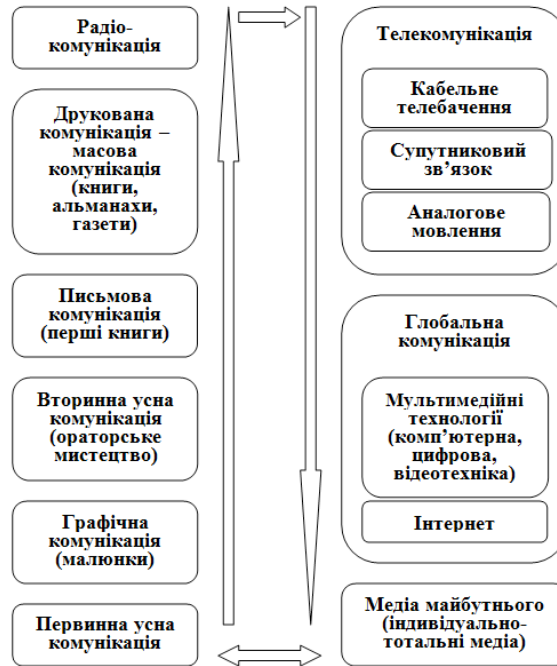 Радіо-
комунікація
Друкована
комунікація –
масова
комунікація
(книги,
альманахи,
газети)
Письмова
комунікація
(перші книги)
Вторинна усна
комунікація
(ораторське
мистецтво)
Графічна
комунікація
(малюнки)
Первинна усна
комунікація
Телекомунікація
Кабельне
телебачення
Супутниковий
зв’язок
Аналогове
мовлення
Глобальна
комунікація
Мультимедійні
технології
(комп’ютерна,
цифрова,
відеотехніка)
Інтернет
Медіа майбутнього
(індивідуально-
тотальні медіа)